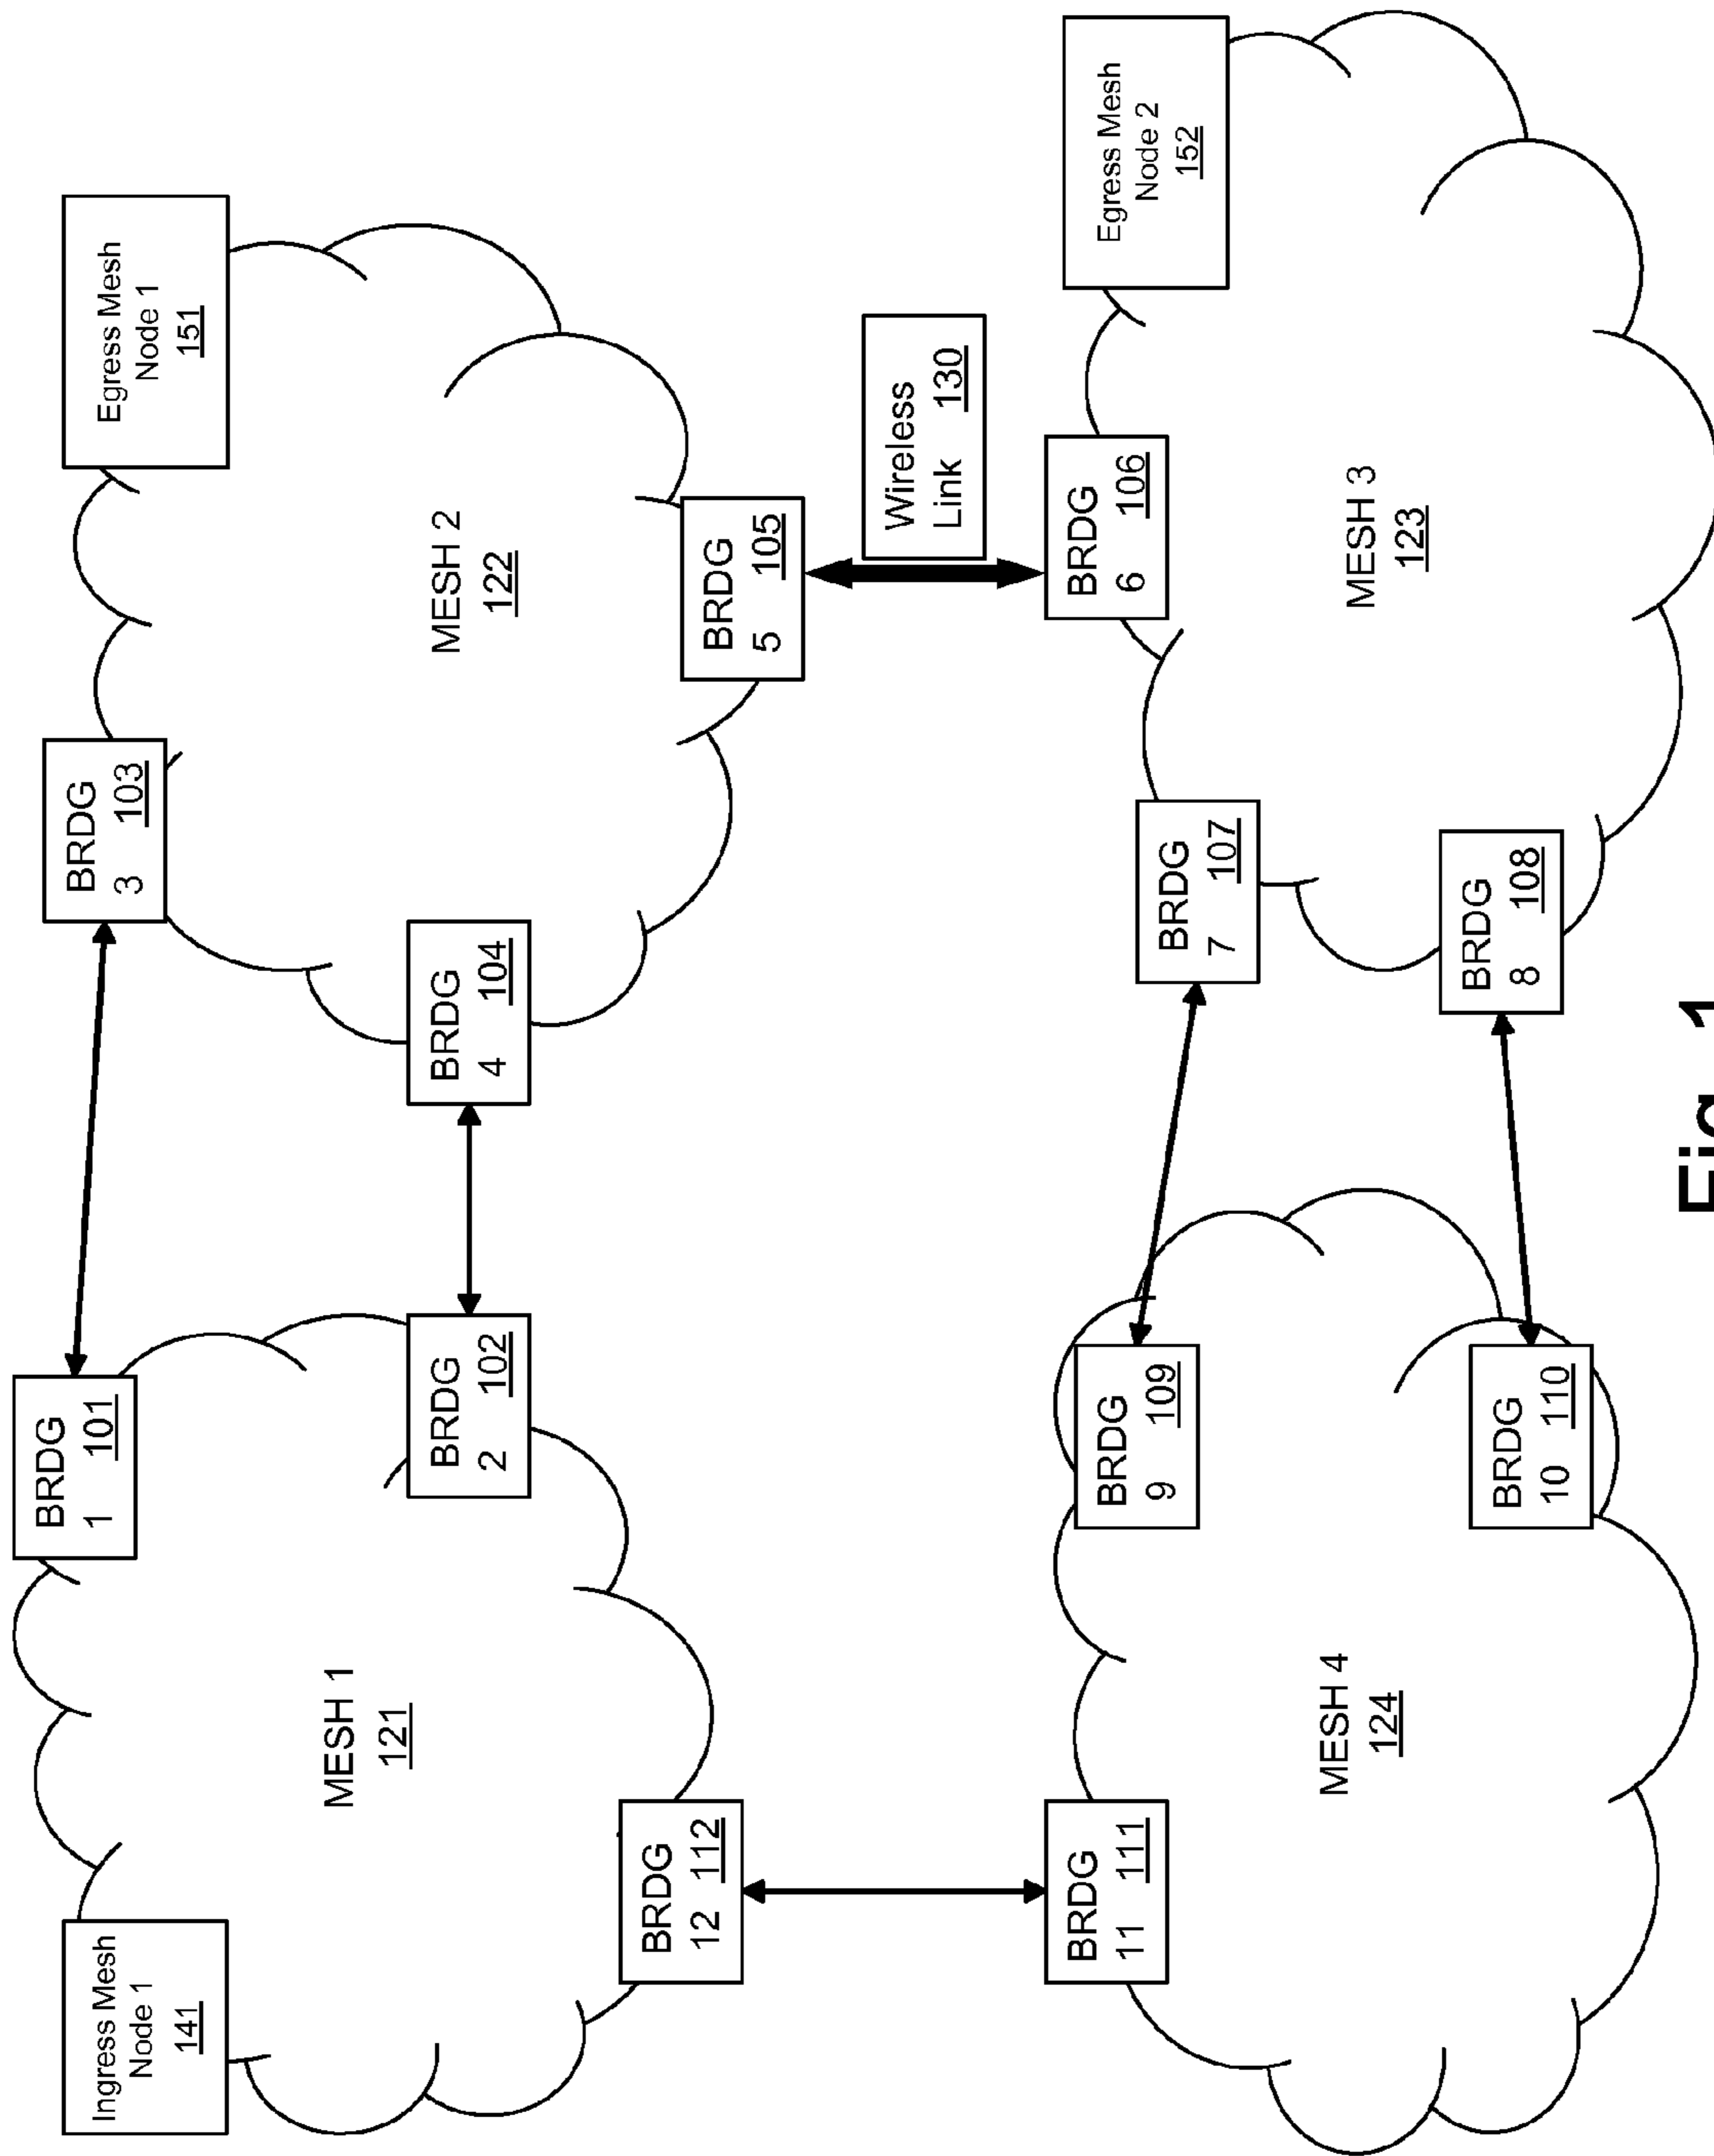 Ingress Mesh
Node 1
141
BRDG
1 101
BRDG
3 103
Egress Mesh
Node 1
151
MESH 1
121
BRDG
2 102
BRDG
4 104
MESH 2
122
BRDG
12 112
BRDG
5 105
Wireless
Link 130
BRDG
11 111
BRDG
9 109
BRDG
7 107
BRDG
6 106
Egress Mesh
Node 2
152
MESH 4
124
MESH 3
123
BRDG
10 110
BRDG
8 108
Fig. 1